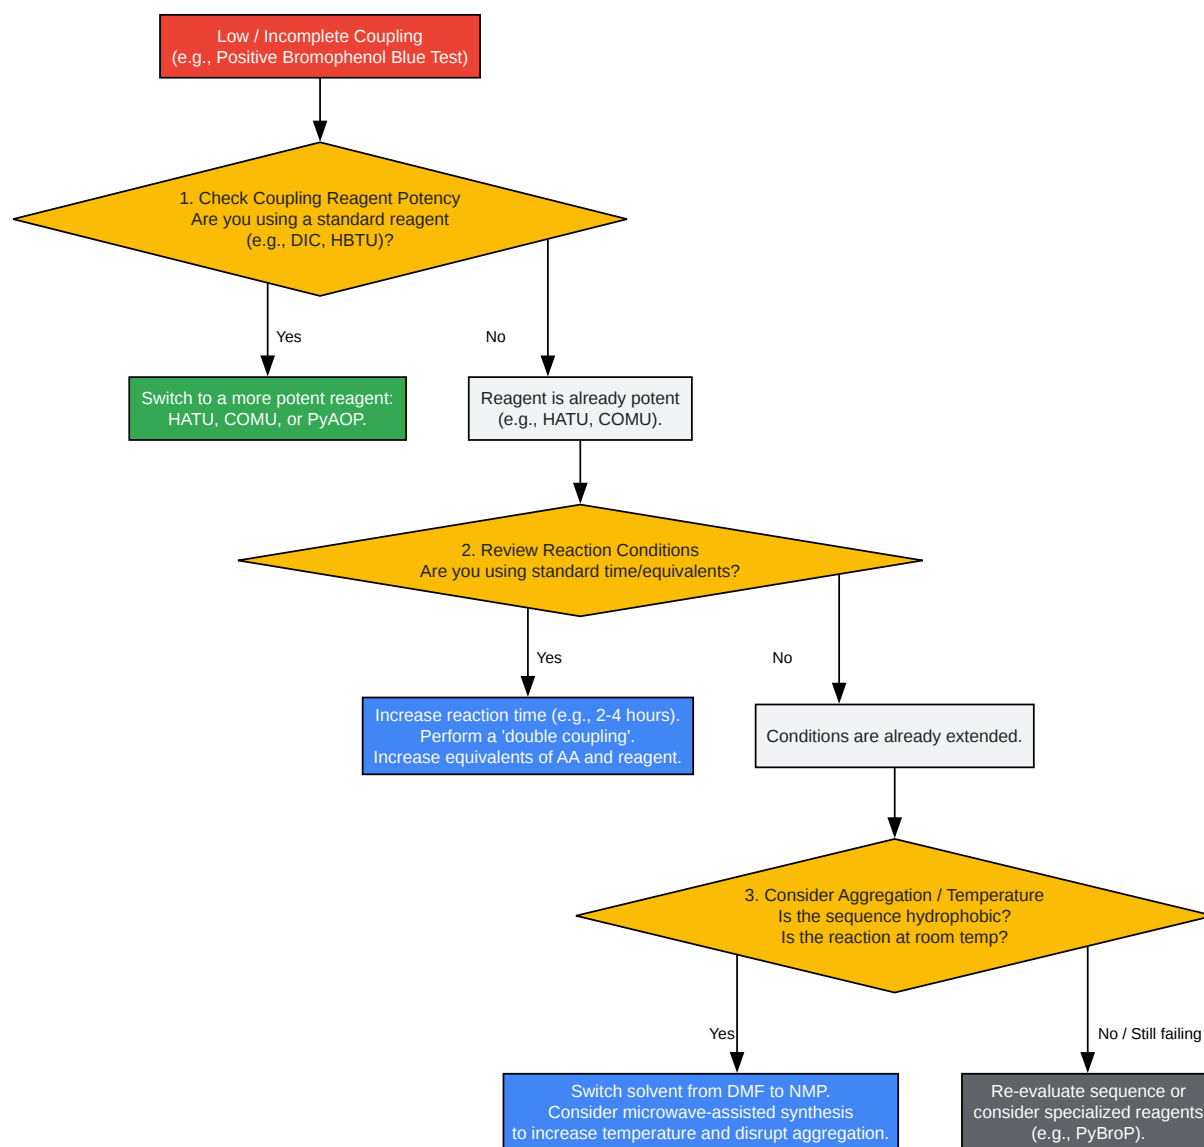 Low / Incomplete Coupling
(e.g., Positive Bromophenol Blue Test)
1. Check Coupling Reagent Potency
Are you using a standard reagent
(e.g., DIC, HBTU)?
Yes
No
Switch to a more potent reagent:
HATU, COMU, or PyAOP.
Reagent is already potent
(e.g., HATU, COMU).
2. Review Reaction Conditions
Are you using standard time/equivalents?
Yes
No
Increase reaction time (e.g., 2-4 hours).
Perform a 'double coupling'.
Increase equivalents of AA and reagent.
Conditions are already extended.
3. Consider Aggregation / Temperature
Is the sequence hydrophobic?
Is the reaction at room temp?
Yes
No / Still failing
Switch solvent from DMF to NMP.
Consider microwave-assisted synthesis
to increase temperature and disrupt aggregation.
Re-evaluate sequence or
consider specialized reagents
(e.g., PyBroP).